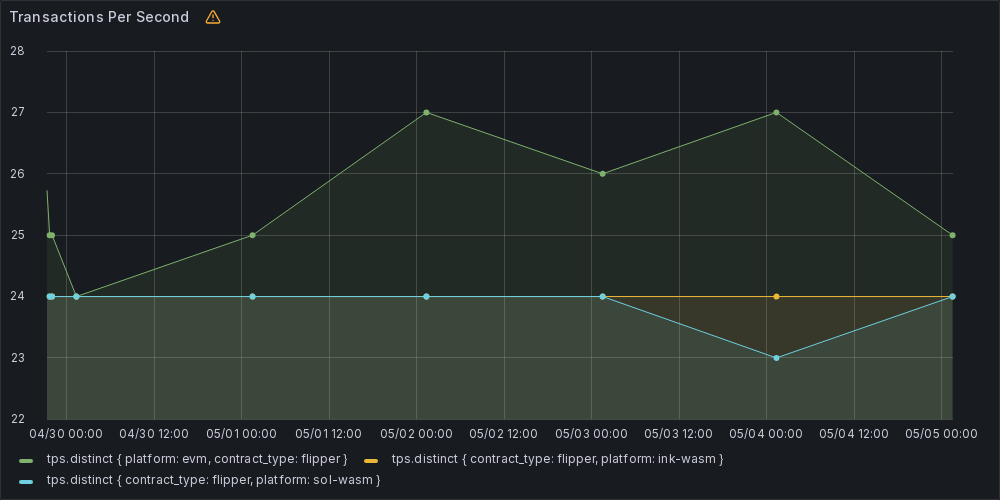 Transactions Per Second
28
27
26
25
24
23
22
04/30 00:00 04/30 12:00 05/01 00:00 05/01 12:00 05/02 00:00 05/02 12:00 05/03 00:00 05/03 12:00 05/04 00:00 05/04 12:00 05/05 00:00
tps.distinct { platform: evm, contract_type: flipper } tps.distinct { contract_type: flipper, platform: ink-wasm }
tps.distinct { contract_type: flipper, platform: sol-wasm }